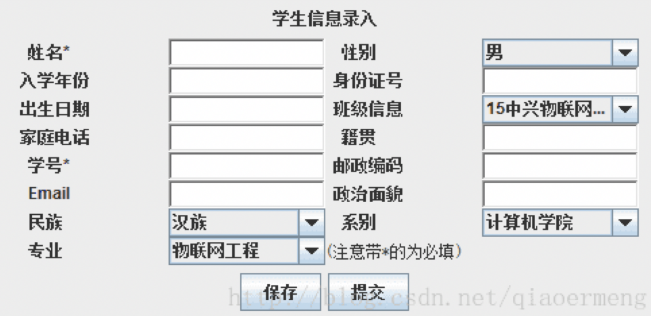 学生信息录入
姓名* 性别 男
入学年份 身份证号
出生日期 班级信息 15中兴物联网...
家庭电话 籍贯
学号* 邮政编码
Email 政治面貌
民族 汉族 系别 计算机学院
专业 物联网工程 (注意带*的为必填)
保存 提交
http://blog.csdn.net/qiaoermeng